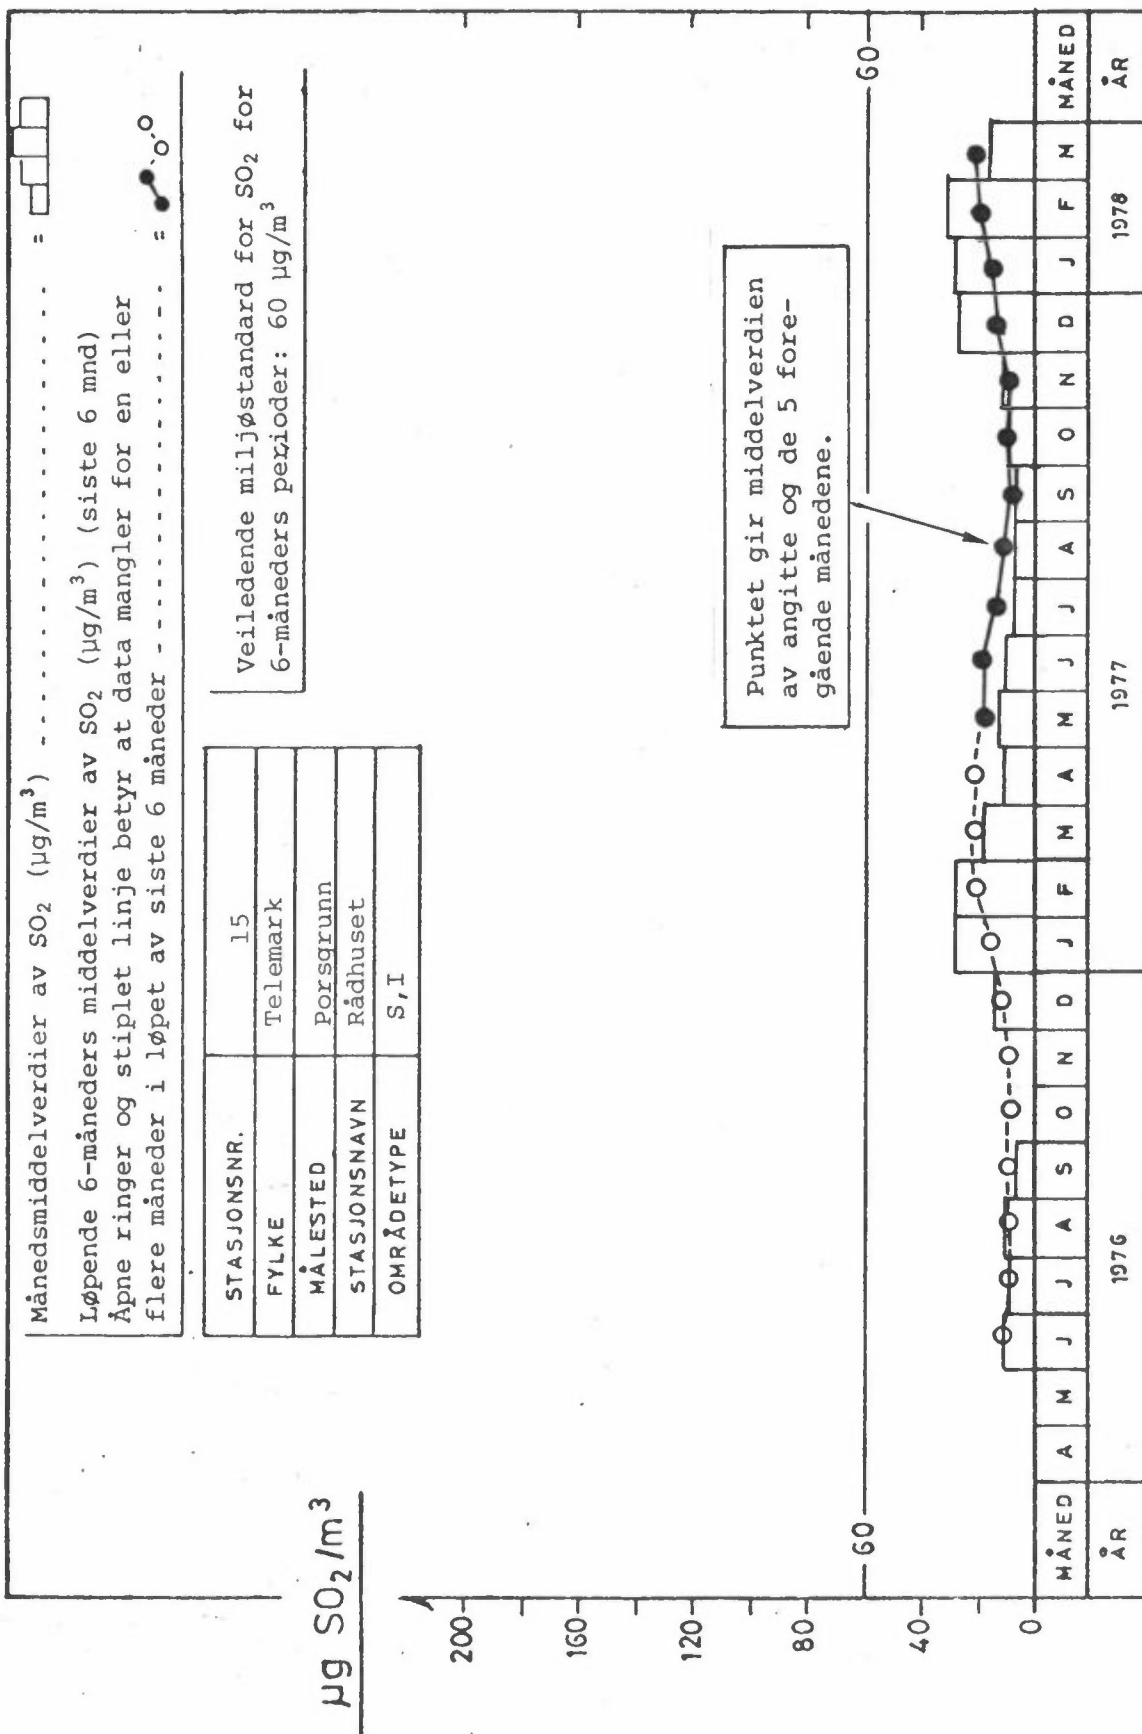 Månedsmiddelverdier av SO2 (µg/m³) - - - - - - - - - - - - - - - - =
Løpende 6-måneders middelverdier av SO2 (µg/m³) (siste 6 mnd)
Åpne ringer og stiplet linje betyr at data mangler for en eller
flere måneder i løpet av siste 6 måneder - - - - - - - - - - - =
STASJONSNR. 15
FYLKE Telemark
MÅLESTED Porsgrunn
STASJONSNAVN Rådhuset
OMRÅDETYPE S,I
Veiledende miljøstandard for SO2 for
6-måneders perioder: 60 µg/m³
µg SO2/m³
200
160
120
80
40
0
60
60
Punktet gir middelverdien
av angitte og de 5 fore-
gående månedene.
MÅNED A M J J A S O N D J F M A M J J A S O N D J F M MÅNED
ÅR 1976 1977 1978 ÅR